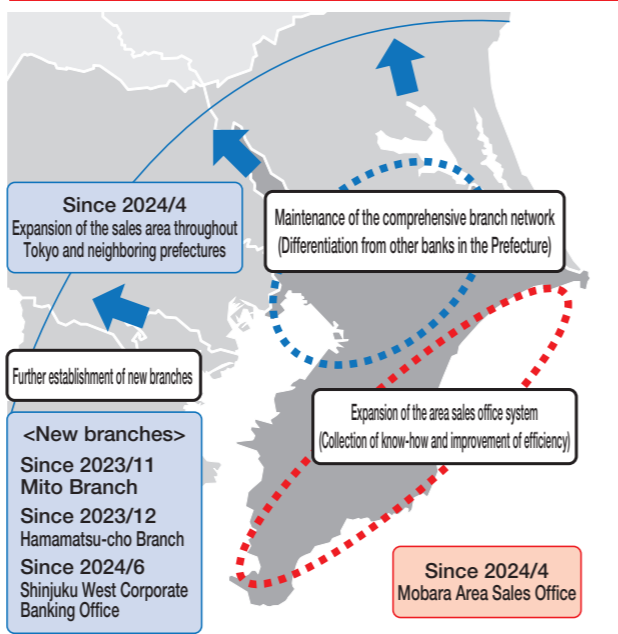 Since 2024/4
Expansion of the sales area throughout
Tokyo and neighboring prefectures
Maintenance of the comprehensive branch network
(Differentiation from other banks in the Prefecture)
Further establishment of new branches
Expansion of the area sales office system
(Collection of know-how and improvement of efficiency)
<New branches>
Since 2023/11
Mito Branch
Since 2023/12
Hamamatsu-cho Branch
Since 2024/6
Shinjuku West Corporate
Banking Office
Since 2024/4
Mobara Area Sales Office